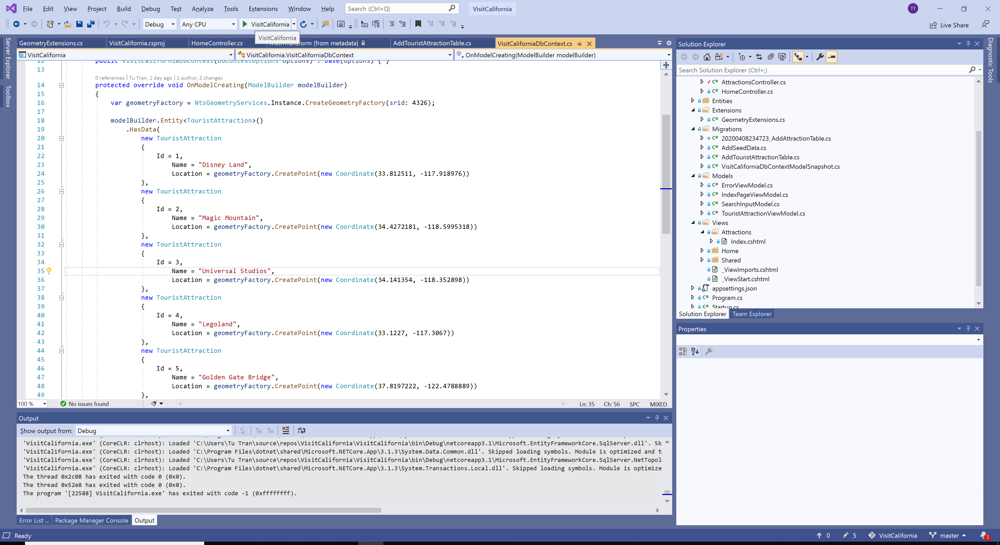 File Edit View Project Build Debug Test Analyze Tools Extensions Window Help Search (Ctrl+Q) VisitCalifornia TT
Debug Any CPU VisitCalifornia Live Share
VisitCalifornia
GeometryExtensions.cs VisitCalifornia.csproj HomeController.cs MathTransform [from metadata] AddTouristAttractionTable.cs VisitCaliforniaDbContext.cs
VisitCalifornia VisitCalifornia.VisitCaliforniaDbContext OnModelCreating(ModelBuilder modelBuilder)
Server Explorer
Toolbox
12 public VisitCaliforniaDbContext(DbContextOptions options) : base(options) { }
13
0 references | Tu Tran, 1 day ago | 1 author, 2 changes
14 protected override void OnModelCreating(ModelBuilder modelBuilder)
15 {
16 var geometryFactory = NtsGeometryServices.Instance.CreateGeometryFactory(srid: 4326);
17
18 modelBuilder.Entity<TouristAttraction>()
19 .HasData(
20 new TouristAttraction
21 {
22 Id = 1,
23 Name = "Disney Land",
24 Location = geometryFactory.CreatePoint(new Coordinate(33.812511, -117.918976))
25 },
26 new TouristAttraction
27 {
28 Id = 2,
29 Name = "Magic Mountain",
30 Location = geometryFactory.CreatePoint(new Coordinate(34.4272181, -118.5995318))
31 },
32 new TouristAttraction
33 {
34 Id = 3,
35 Name = "Universal Studios",
36 Location = geometryFactory.CreatePoint(new Coordinate(34.141354, -118.352898))
37 },
38 new TouristAttraction
39 {
40 Id = 4,
41 Name = "Legoland",
42 Location = geometryFactory.CreatePoint(new Coordinate(33.1227, -117.3067))
43 },
44 new TouristAttraction
45 {
46 Id = 5,
47 Name = "Golden Gate Bridge",
48 Location = geometryFactory.CreatePoint(new Coordinate(37.8197222, -122.4788889))
49 },
100 % No issues found Ln: 35 Ch: 56 SPC MIXED
Output
Show output from: Debug
'VisitCalifornia.exe' (CoreCLR: clrhost): Loaded 'C:\Users\Tu Tran\source\repos\VisitCalifornia\VisitCalifornia\bin\Debug\netcoreapp3.1\Microsoft.EntityFrameworkCore.SqlServer.dll'. Sk
'VisitCalifornia.exe' (CoreCLR: clrhost): Loaded 'C:\Program Files\dotnet\shared\Microsoft.NETCore.App\3.1.3\System.Data.Common.dll'. Skipped loading symbols. Module is optimized and t
'VisitCalifornia.exe' (CoreCLR: clrhost): Loaded 'C:\Users\Tu Tran\source\repos\VisitCalifornia\VisitCalifornia\bin\Debug\netcoreapp3.1\Microsoft.EntityFrameworkCore.SqlServer.NetTopol
'VisitCalifornia.exe' (CoreCLR: clrhost): Loaded 'C:\Program Files\dotnet\shared\Microsoft.NETCore.App\3.1.3\System.Transactions.Local.dll'. Skipped loading symbols. Module is optimize
The thread 0x2c08 has exited with code 0 (0x0).
The thread 0x52e8 has exited with code 0 (0x0).
The program '[22588] VisitCalifornia.exe' has exited with code -1 (0xffffffff).
Error List ... Package Manager Console Output
Solution Explorer
Search Solution Explorer (Ctrl+;)
C# AttractionsController.cs
C# HomeController.cs
Entities
Extensions
C# GeometryExtensions.cs
Migrations
C# 20200408234723_AddAttractionTable.cs
C# AddSeedData.cs
C# AddTouristAttractionTable.cs
C# VisitCaliforniaDbContextModelSnapshot.cs
Models
C# ErrorViewModel.cs
C# IndexPageViewModel.cs
C# SearchInputModel.cs
C# TouristAttractionViewModel.cs
Views
Attractions
Index.cshtml
Home
Shared
_ViewImports.cshtml
_ViewStart.cshtml
appsettings.json
C# Program.cs
C# Startup.cs
Solution Explorer Team Explorer
Properties
Diagnostic Tools
Ready 0 5 VisitCalifornia master 3